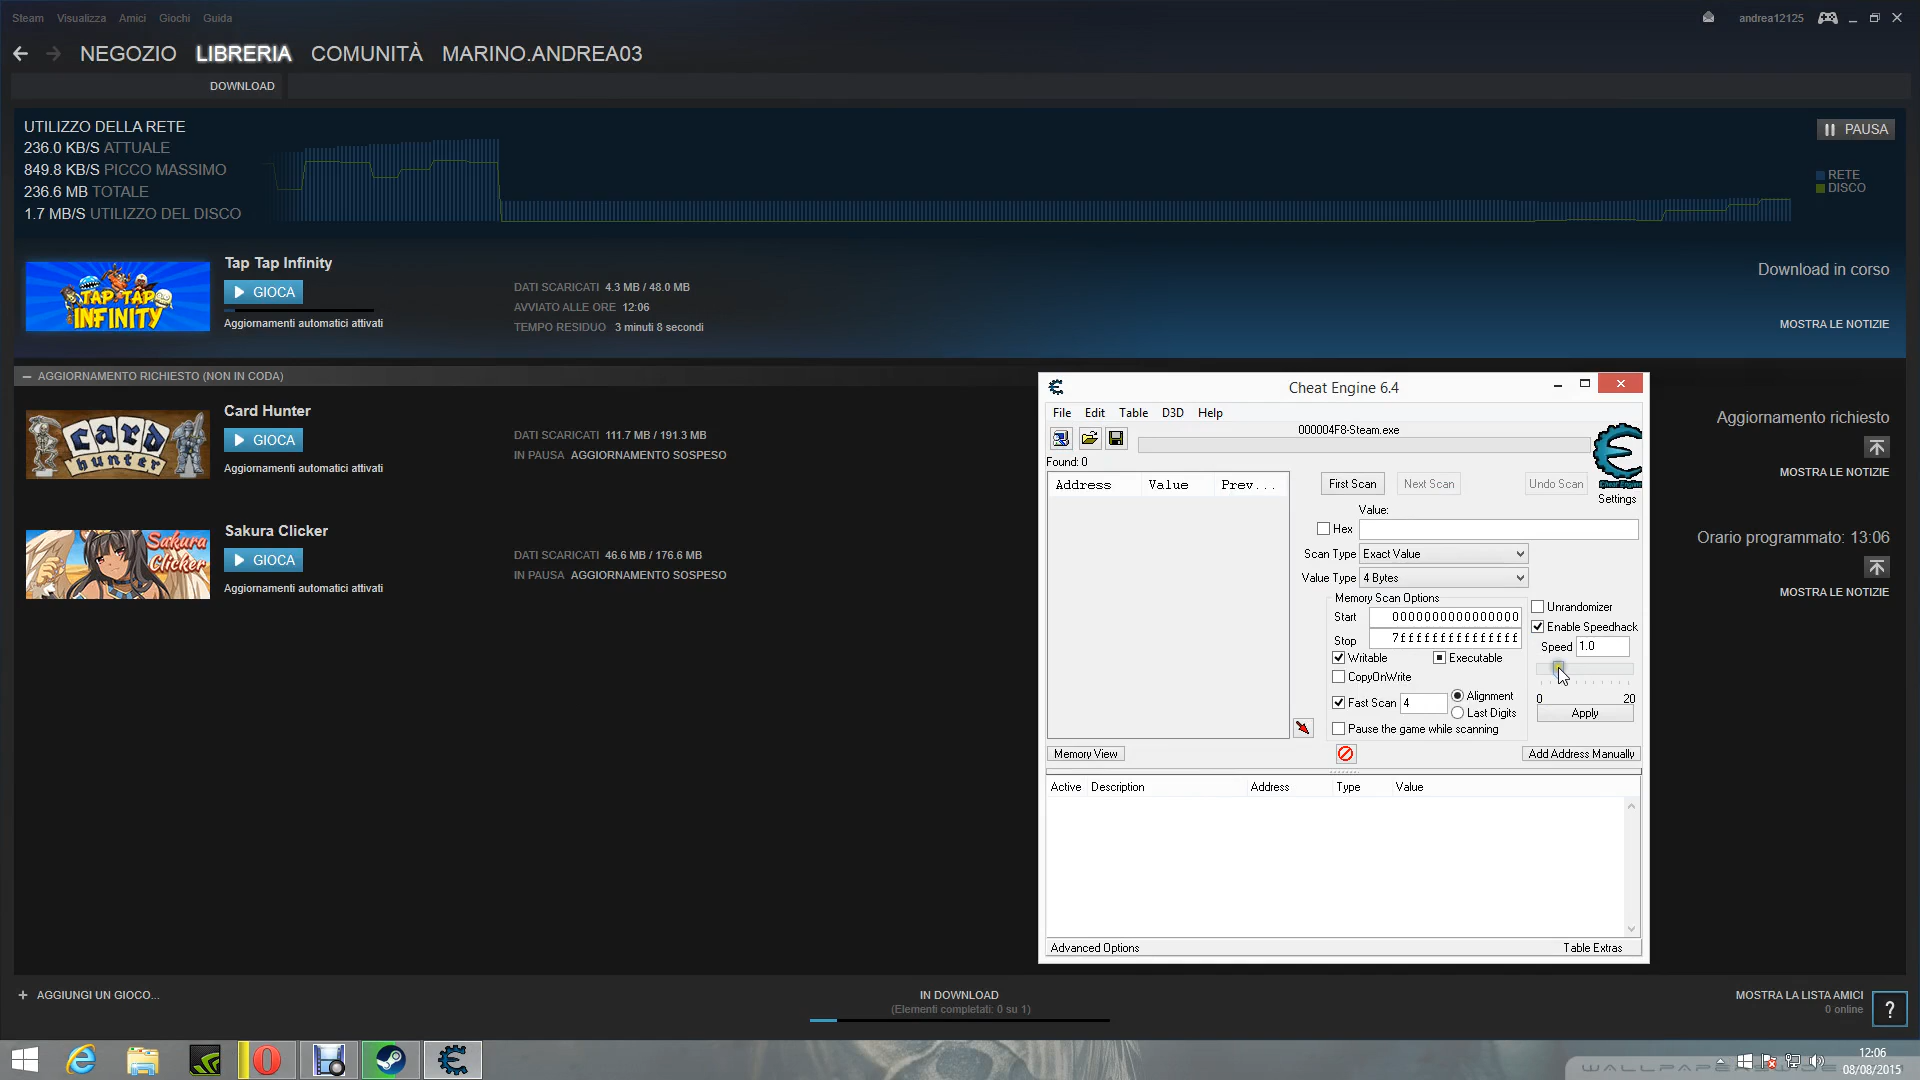 Steam Visualizza Amici Giochi Guida
andrea12125
NEGOZIO LIBRERIA COMUNITÀ MARINO.ANDREA03
DOWNLOAD
UTILIZZO DELLA RETE
236.0 KB/S ATTUALE
849.8 KB/S PICCO MASSIMO
236.6 MB TOTALE
1.7 MB/S UTILIZZO DEL DISCO
PAUSA
RETE
DISCO
TAP TAP INFINITY
Tap Tap Infinity
GIOCA
Aggiornamenti automatici attivati
DATI SCARICATI 4.3 MB / 48.0 MB
AVVIATO ALLE ORE 12:06
TEMPO RESIDUO 3 minuti 8 secondi
Download in corso
MOSTRA LE NOTIZIE
AGGIORNAMENTO RICHIESTO (NON IN CODA)
card hunter
Card Hunter
GIOCA
Aggiornamenti automatici attivati
DATI SCARICATI 111.7 MB / 191.3 MB
IN PAUSA AGGIORNAMENTO SOSPESO
Aggiornamento richiesto
MOSTRA LE NOTIZIE
Sakura Clicker
Sakura Clicker
GIOCA
Aggiornamenti automatici attivati
DATI SCARICATI 46.6 MB / 176.6 MB
IN PAUSA AGGIORNAMENTO SOSPESO
Orario programmato: 13:06
MOSTRA LE NOTIZIE
Cheat Engine 6.4
File Edit Table D3D Help
000004F8-Steam.exe
Found: 0
Address Value Prev...
First Scan Next Scan Undo Scan
Cheat Engine
Settings
Value:
Hex
Scan Type Exact Value
Value Type 4 Bytes
Memory Scan Options
Start 0000000000000000
Stop 7fffffffffffffff
Writable Executable
CopyOnWrite
Fast Scan 4 Alignment
Last Digits
Pause the game while scanning
Unrandomizer
Enable Speedhack
Speed 1.0
0 20
Apply
Memory View
Add Address Manually
Active Description Address Type Value
Advanced Options Table Extras
+ AGGIUNGI UN GIOCO...
IN DOWNLOAD
(Elementi completati: 0 su 1)
MOSTRA LA LISTA AMICI
0 online
?
12:06
08/08/2015